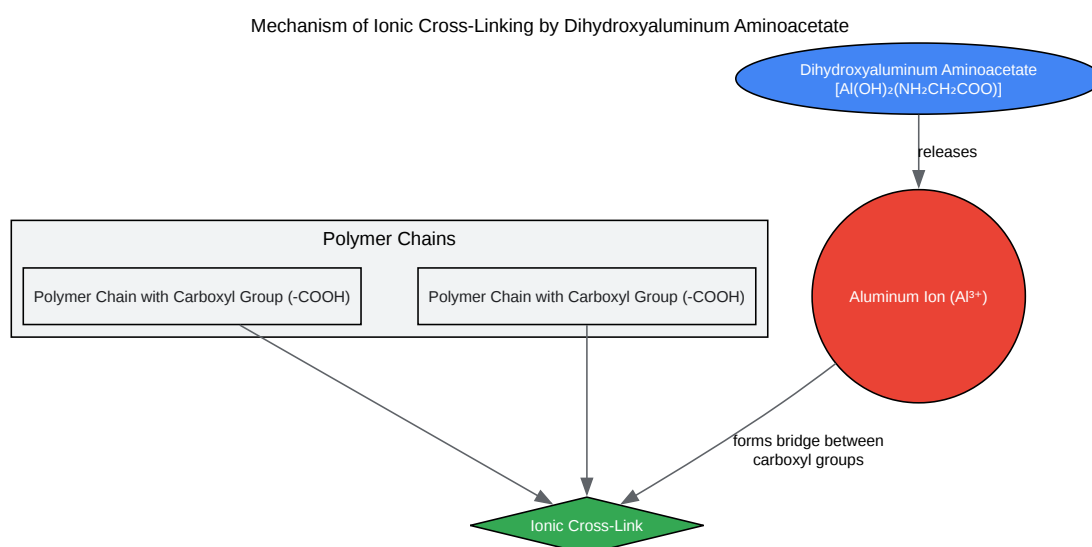 Mechanism of Ionic Cross-Linking by Dihydroxyaluminum Aminoacetate
Dihydroxyaluminum Aminoacetate
[Al(OH)₂(NH₂CH₂COO)]
releases
Polymer Chains
Polymer Chain with Carboxyl Group (-COOH)
Polymer Chain with Carboxyl Group (-COOH)
Aluminum Ion (Al³⁺)
forms bridge between
carboxyl groups
Ionic Cross-Link